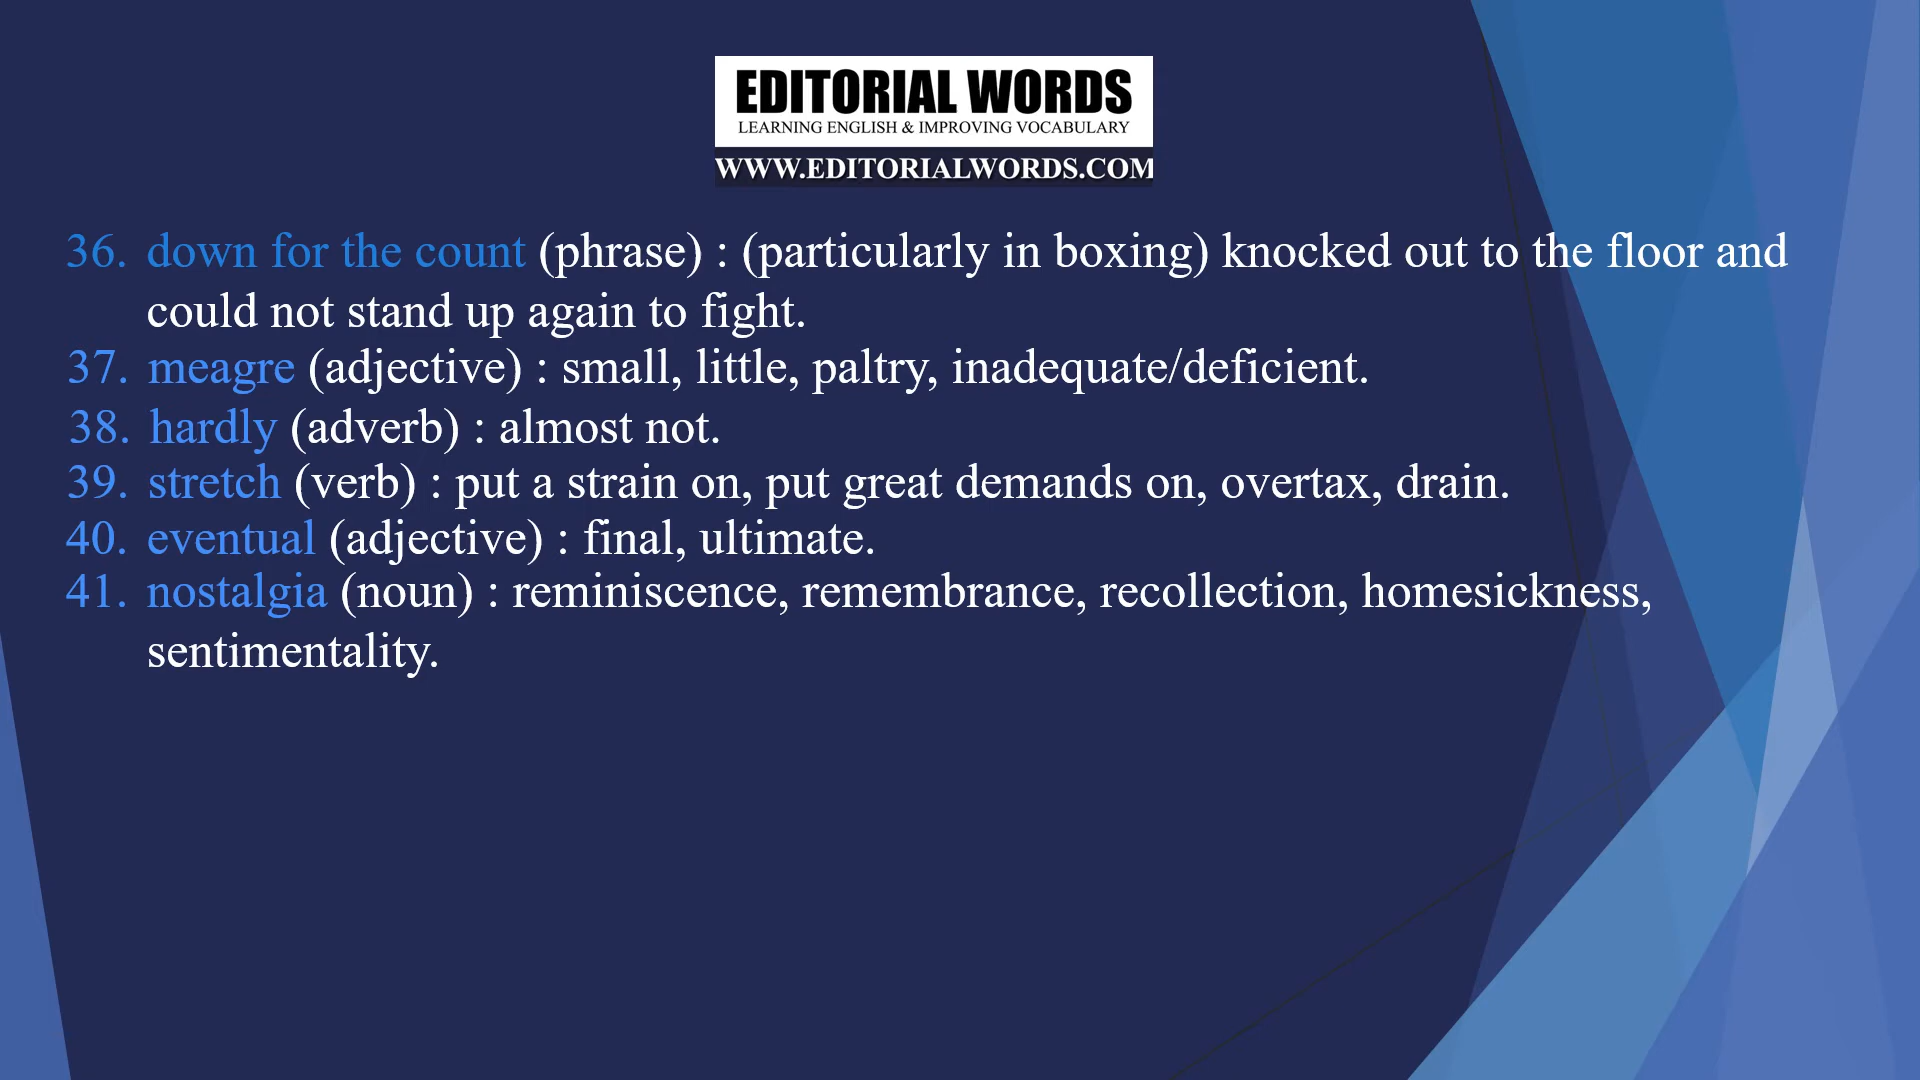 EDITORIAL WORDS
LEARNING ENGLISH & IMPROVING VOCABULARY
WWW.EDITORIALWORDS.COM
36. down for the count (phrase) : (particularly in boxing) knocked out to the floor and
could not stand up again to fight.
37. meagre (adjective) : small, little, paltry, inadequate/deficient.
38. hardly (adverb) : almost not.
39. stretch (verb) : put a strain on, put great demands on, overtax, drain.
40. eventual (adjective) : final, ultimate.
41. nostalgia (noun) : reminiscence, remembrance, recollection, homesickness,
sentimentality.